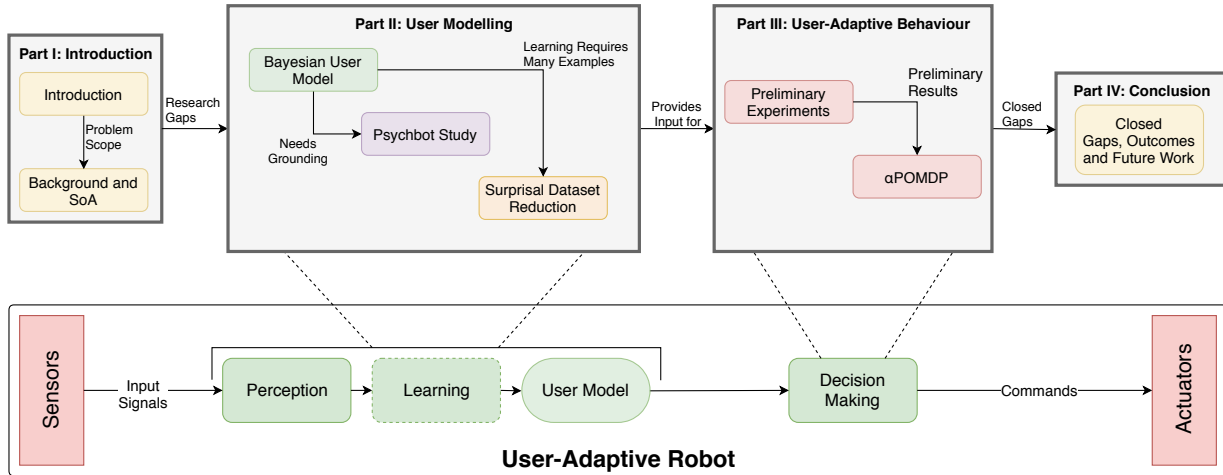 Part I: Introduction
Introduction
Problem
Scope
Background and
SoA
Research
Gaps
Part II: User Modelling
Bayesian User
Model
Learning Requires
Many Examples
Needs
Grounding
Psychbot Study
Surprisal Dataset
Reduction
Provides
Input for
Part III: User-Adaptive Behaviour
Preliminary
Experiments
Preliminary
Results
αPOMDP
Closed
Gaps
Part IV: Conclusion
Closed
Gaps, Outcomes
and Future Work
Sensors
Input
Signals
Perception
Learning
User Model
Decision
Making
Commands
Actuators
User-Adaptive Robot